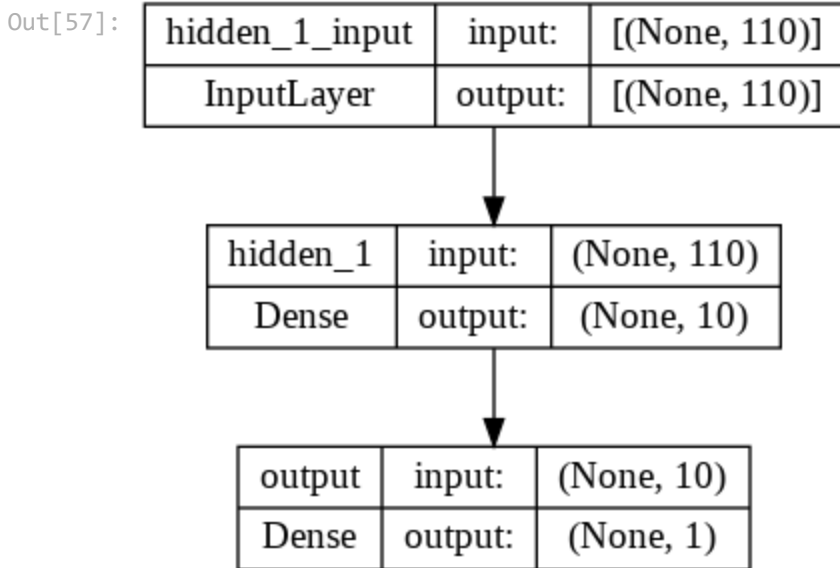 Out[57]:
hidden_1_input input: [(None, 110)]
InputLayer output: [(None, 110)]
hidden_1 input: (None, 110)
Dense output: (None, 10)
output input: (None, 10)
Dense output: (None, 1)